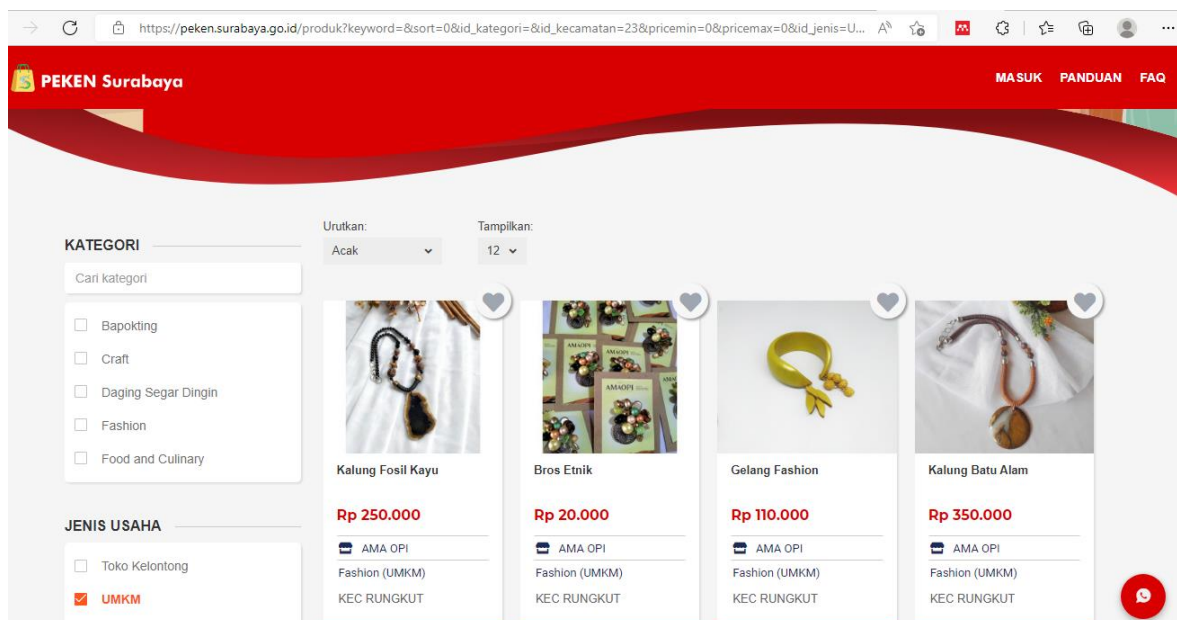 https://peken.surabaya.go.id/produk?keyword=&sort=0&id_kategori=&id_kecamatan=23&pricemin=0&pricemax=0&id_jenis=U...
PEKEN Surabaya
MASUK PANDUAN FAQ
Urutkan: Tampilkan:
Acak 12
KATEGORI
Cari kategori
Bapokting
Craft
Daging Segar Dingin
Fashion
Food and Culinary
JENIS USAHA
Toko Kelontong
UMKM
AMAOPI AMAOPI
AMAOPI
Kalung Fosil Kayu Bros Etnik Gelang Fashion Kalung Batu Alam
Rp 250.000 Rp 20.000 Rp 110.000 Rp 350.000
AMA OPI AMA OPI AMA OPI AMA OPI
Fashion (UMKM) Fashion (UMKM) Fashion (UMKM) Fashion (UMKM)
KEC RUNGKUT KEC RUNGKUT KEC RUNGKUT KEC RUNGKUT